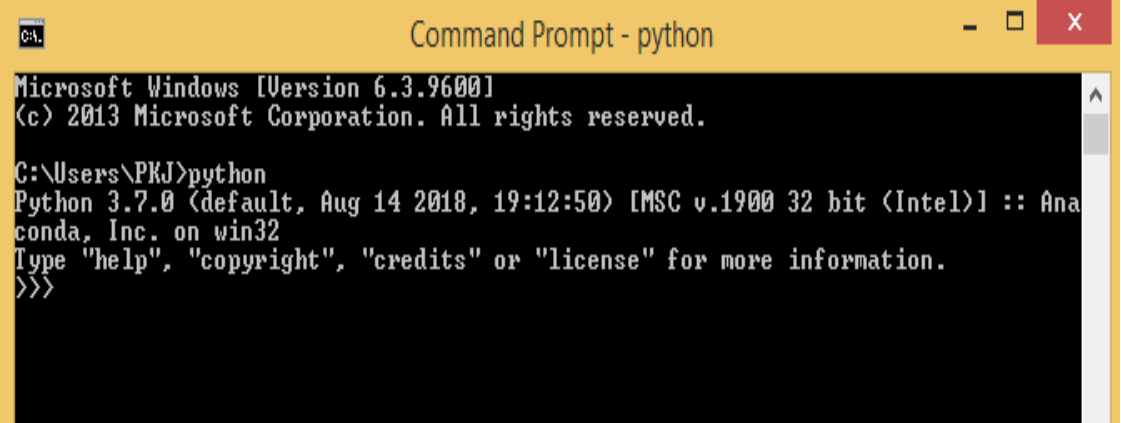 Command Prompt - python
Microsoft Windows [Version 6.3.9600]
(c) 2013 Microsoft Corporation. All rights reserved.
C:\Users\PKJ>python
Python 3.7.0 (default, Aug 14 2018, 19:12:50) [MSC v.1900 32 bit (Intel)] :: Ana
conda, Inc. on win32
Type "help", "copyright", "credits" or "license" for more information.
>>>